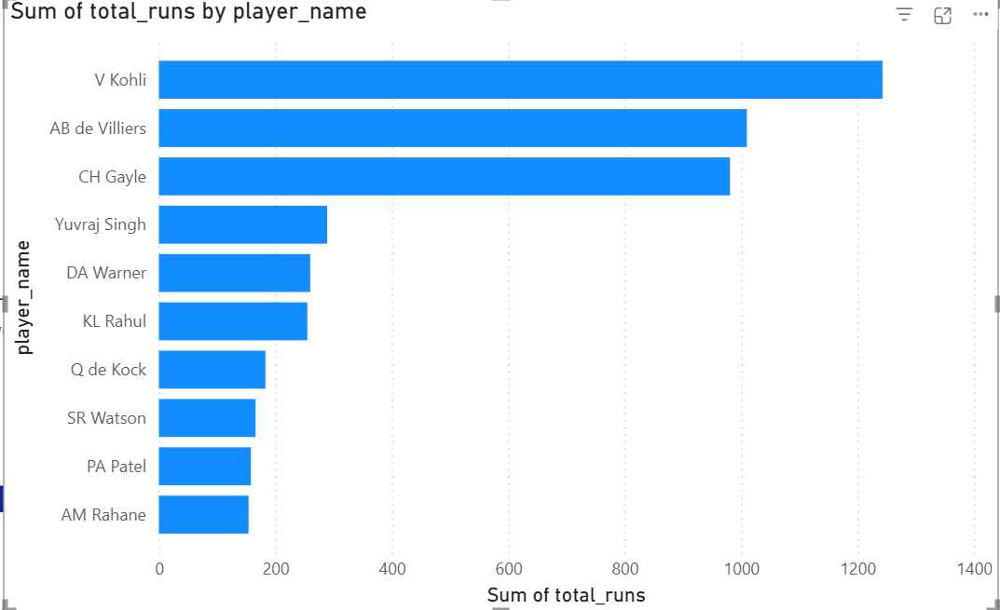 Sum of total_runs by player_name
V Kohli
AB de Villiers
CH Gayle
Yuvraj Singh
DA Warner
KL Rahul
Q de Kock
SR Watson
PA Patel
AM Rahane
player_name
0 200 400 600 800 1000 1200 1400
Sum of total_runs